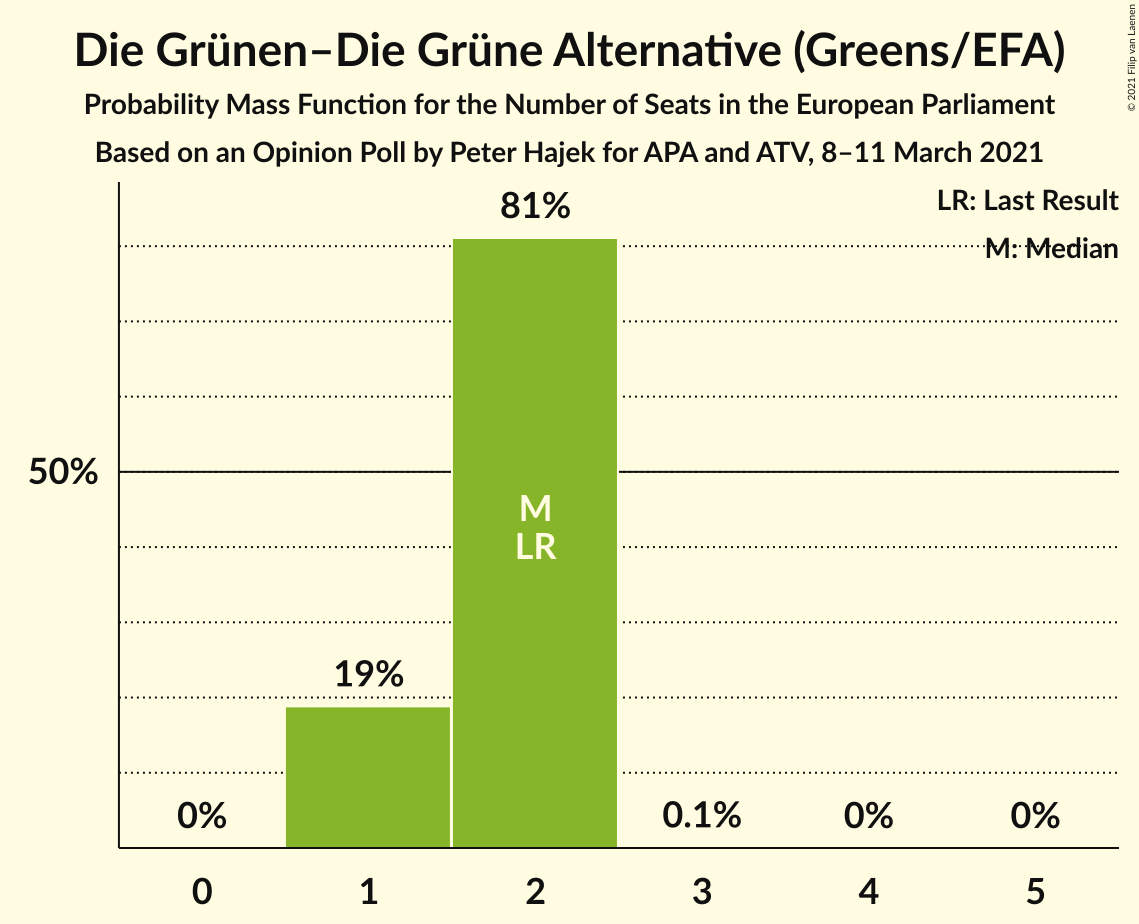 Die Grünen–Die Grüne Alternative (Greens/EFA)
Probability Mass Function for the Number of Seats in the European Parliament
Based on an Opinion Poll by Peter Hajek for APA and ATV, 8–11 March 2021
© 2021 Filip van Laenen
LR: Last Result
M: Median
81%
50%
M
LR
19%
0%
0.1%
0%
0%
0 1 2 3 4 5